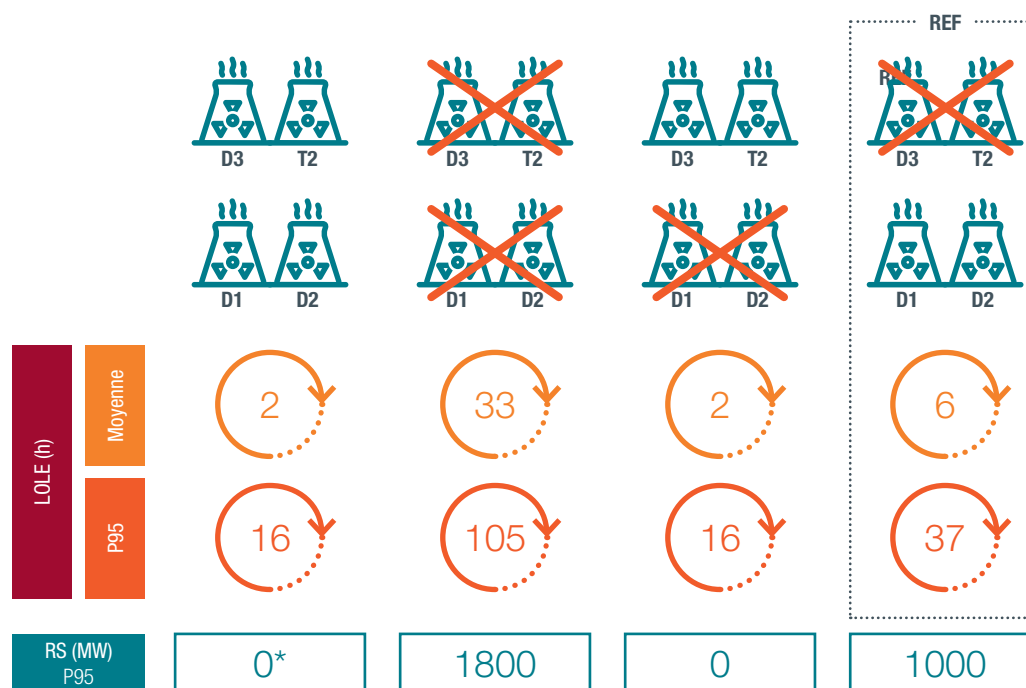 REF
REF
D3 T2 D3 T2 D3 T2 D3 T2
D1 D2 D1 D2 D1 D2 D1 D2
LOLE (h)
Moyenne
2 33 2 6
P95
16 105 16 37
RS (MW)
P95
0* 1800 0 1000